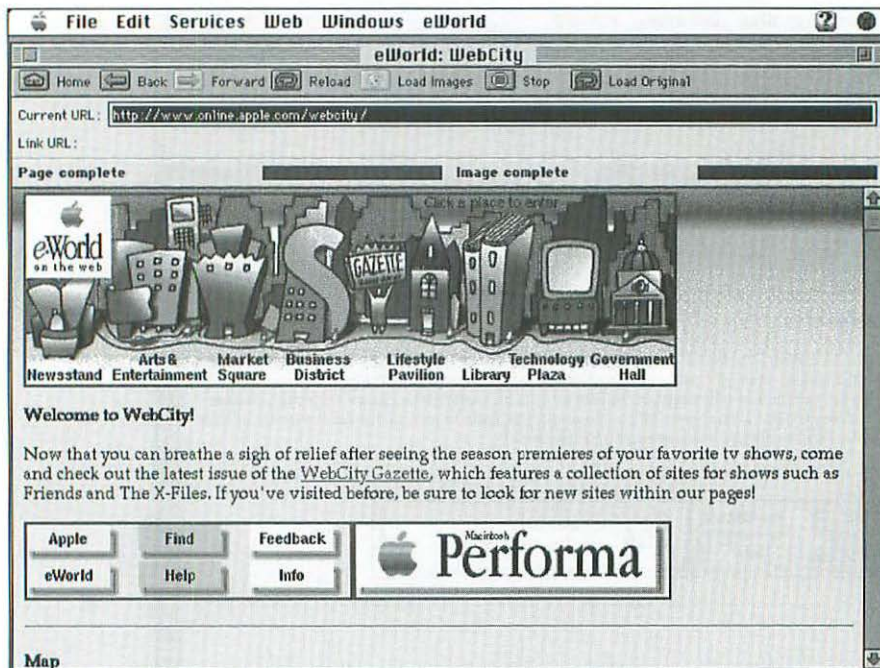 File Edit Services Web Windows eWorld
eWorld: WebCity
Home Back Forward Reload Load Images Stop Load Original
Current URL: http://www.online.apple.com/webcity/
Link URL:
Page complete Image complete
Click a place to enter
eWorld
on the web
GAZETTE
Newsstand
Arts &
Entertainment
Market
Square
Business
District
Lifestyle
Pavilion
Library
Technology
Plaza
Government
Hall
Welcome to WebCity!
Now that you can breathe a sigh of relief after seeing the season premieres of your favorite tv shows, come
and check out the latest issue of the WebCity Gazette, which features a collection of sites for shows such as
Friends and The X-Files. If you've visited before, be sure to look for new sites within our pages!
Apple Find Feedback
eWorld Help Info
Macintosh
Performa
Map